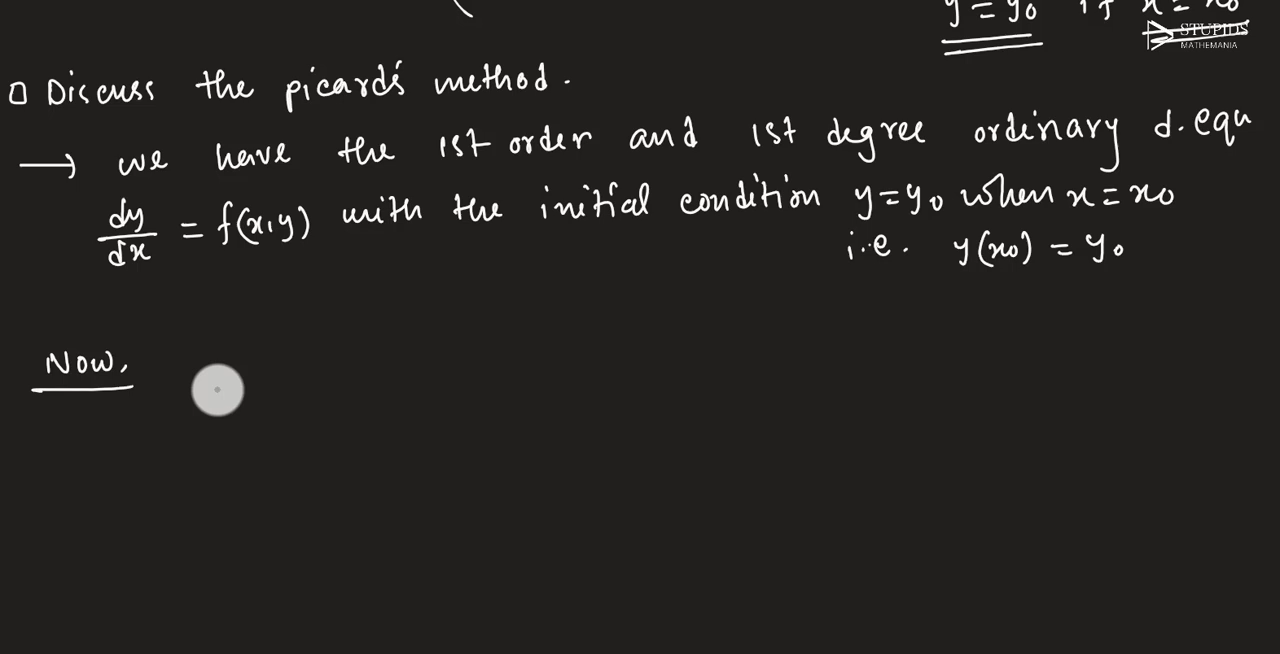 y = y₀ if x = x₀
STUPIDS
MATHEMANIA
□ Discuss the picard's method.
→ we have the 1st order and 1st degree ordinary d. equ
dy/dx = f(x,y) with the initial condition y = y₀ when x = x₀
i.e. y(x₀) = y₀
Now,